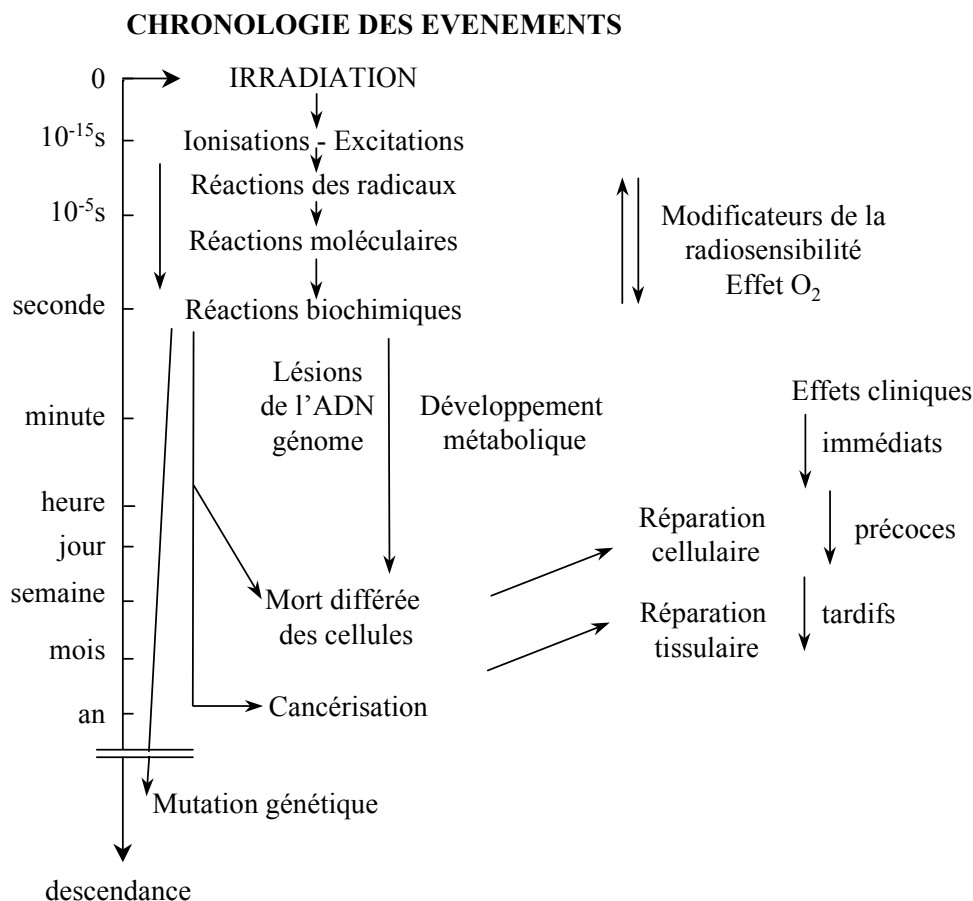 CHRONOLOGIE DES EVENEMENTS
0
IRRADIATION
10⁻¹⁵s
Ionisations - Excitations
Réactions des radicaux
10⁻⁵s
Réactions moléculaires
Modificateurs de la
radiosensibilité
Effet O₂
seconde
Réactions biochimiques
Lésions
de l’ADN
génome
Développement
métabolique
Effets cliniques
minute
immédiats
heure
Réparation
cellulaire
précoces
jour
semaine
Mort différée
des cellules
Réparation
tissulaire
tardifs
mois
an
Cancérisation
Mutation génétique
descendance